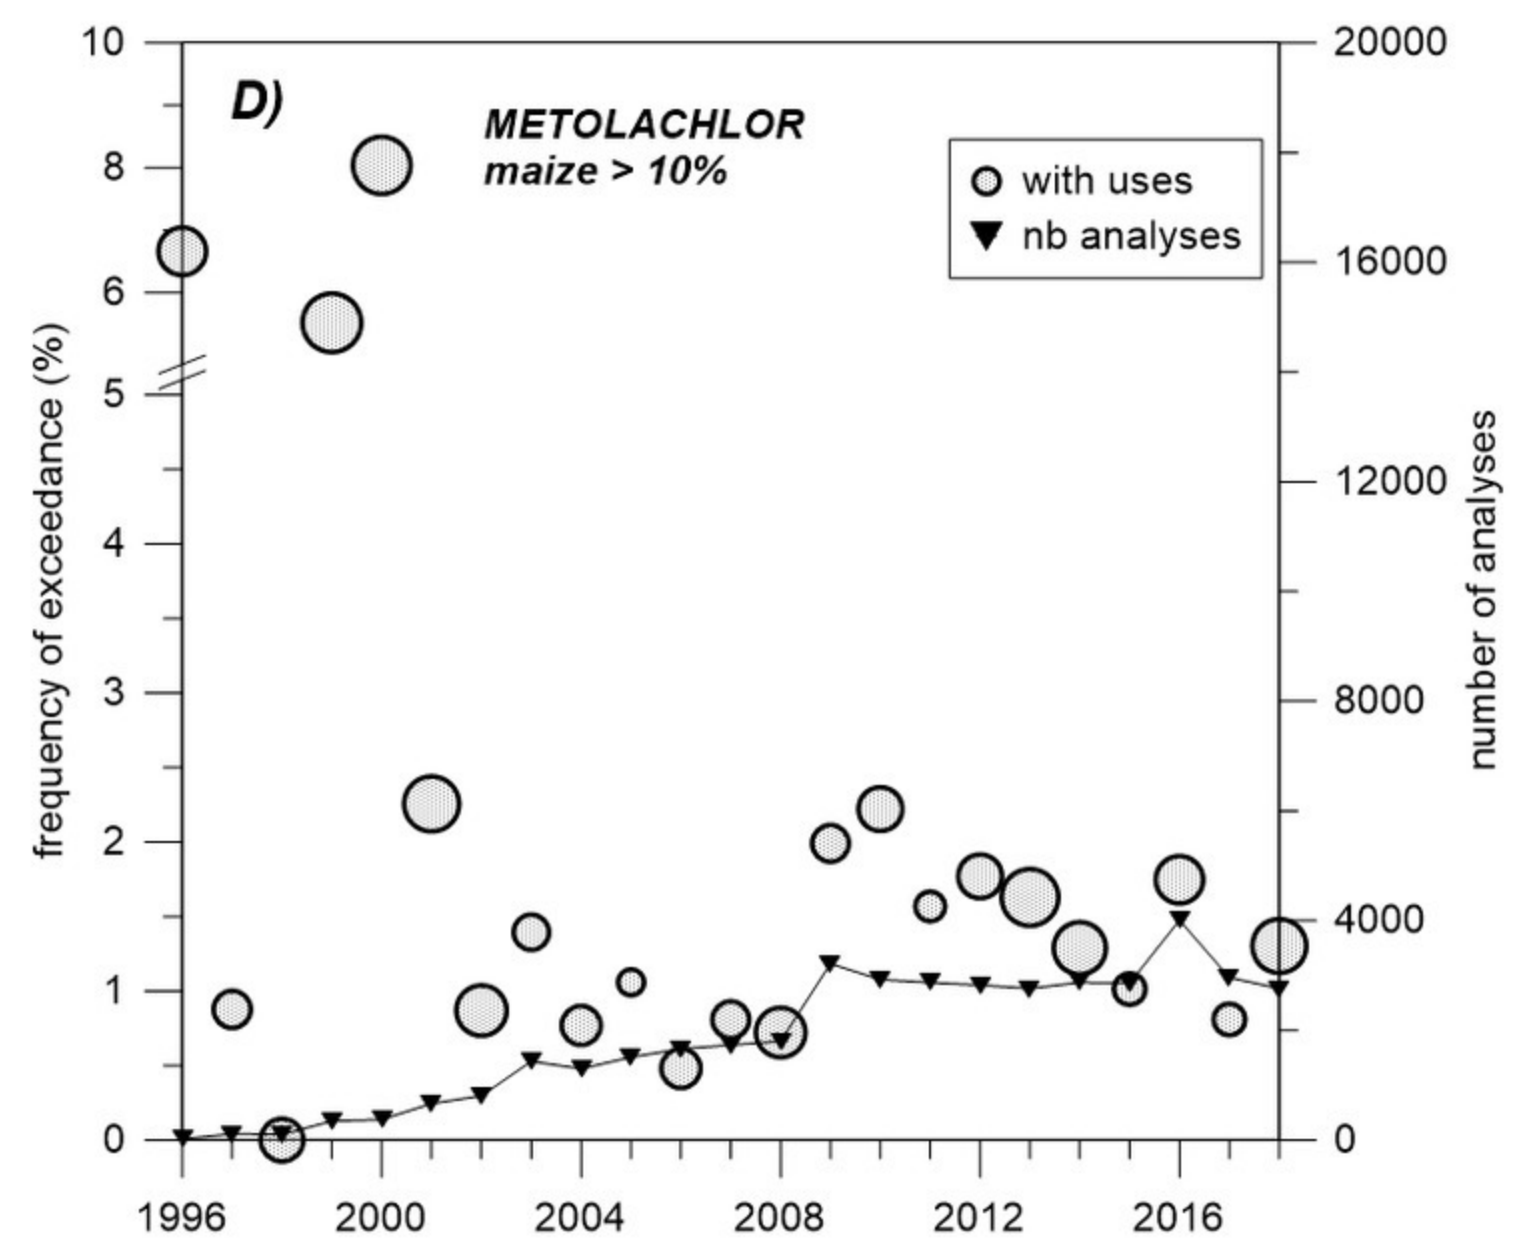 D)
METOLACHLOR
maize > 10%
with uses
nb analyses
frequency of exceedance (%)
10
8
6
5
4
3
2
1
0
20000
16000
12000
8000
4000
0
number of analyses
1996 2000 2004 2008 2012 2016